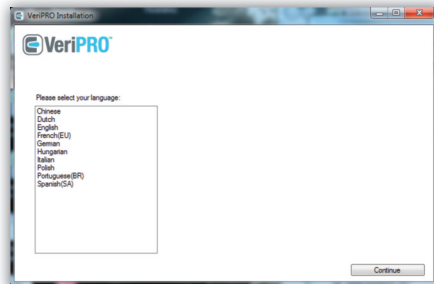 VeriPRO Installation
VeriPRO™
Please select your language:
Chinese
Dutch
English
French(EU)
German
Hungarian
Italian
Polish
Portuguese(BR)
Spanish(SA)
Continue